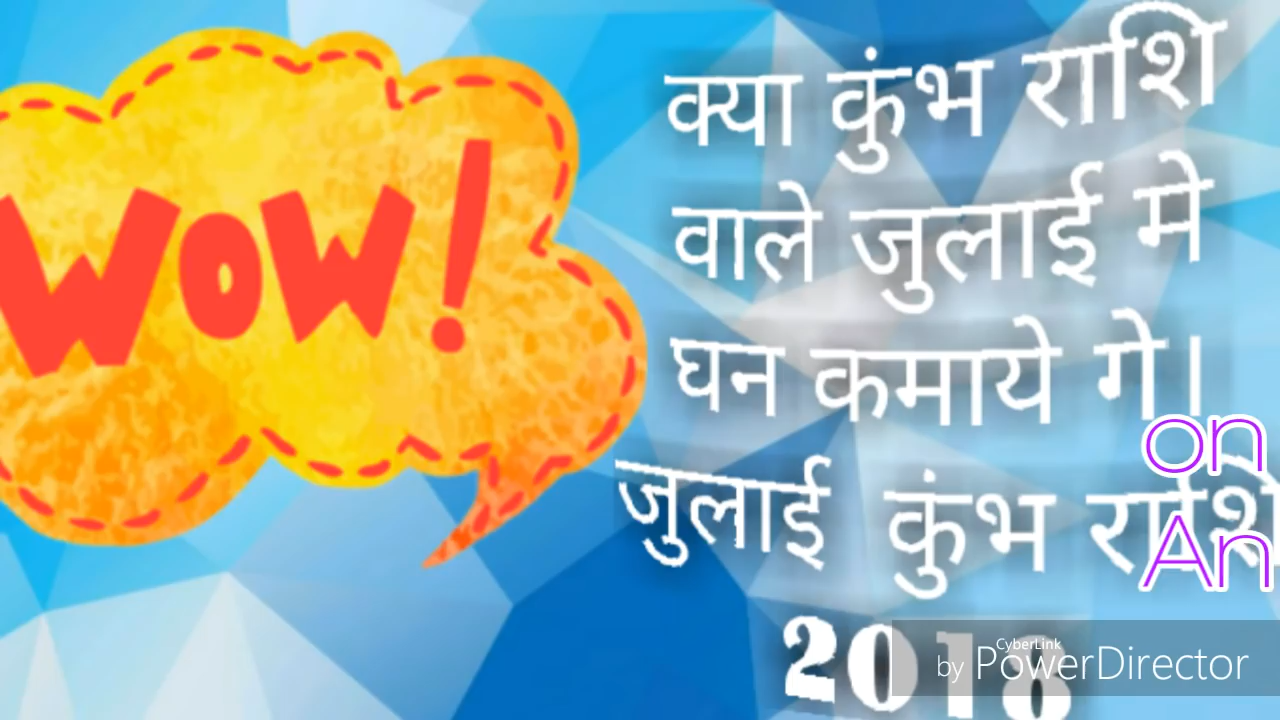 WOW!
क्या कुंभ राशि
वाले जुलाई मे
घन कमाये गे।
on
जुलाई कुंभ राशि
An
2018
CyberLink
by PowerDirector